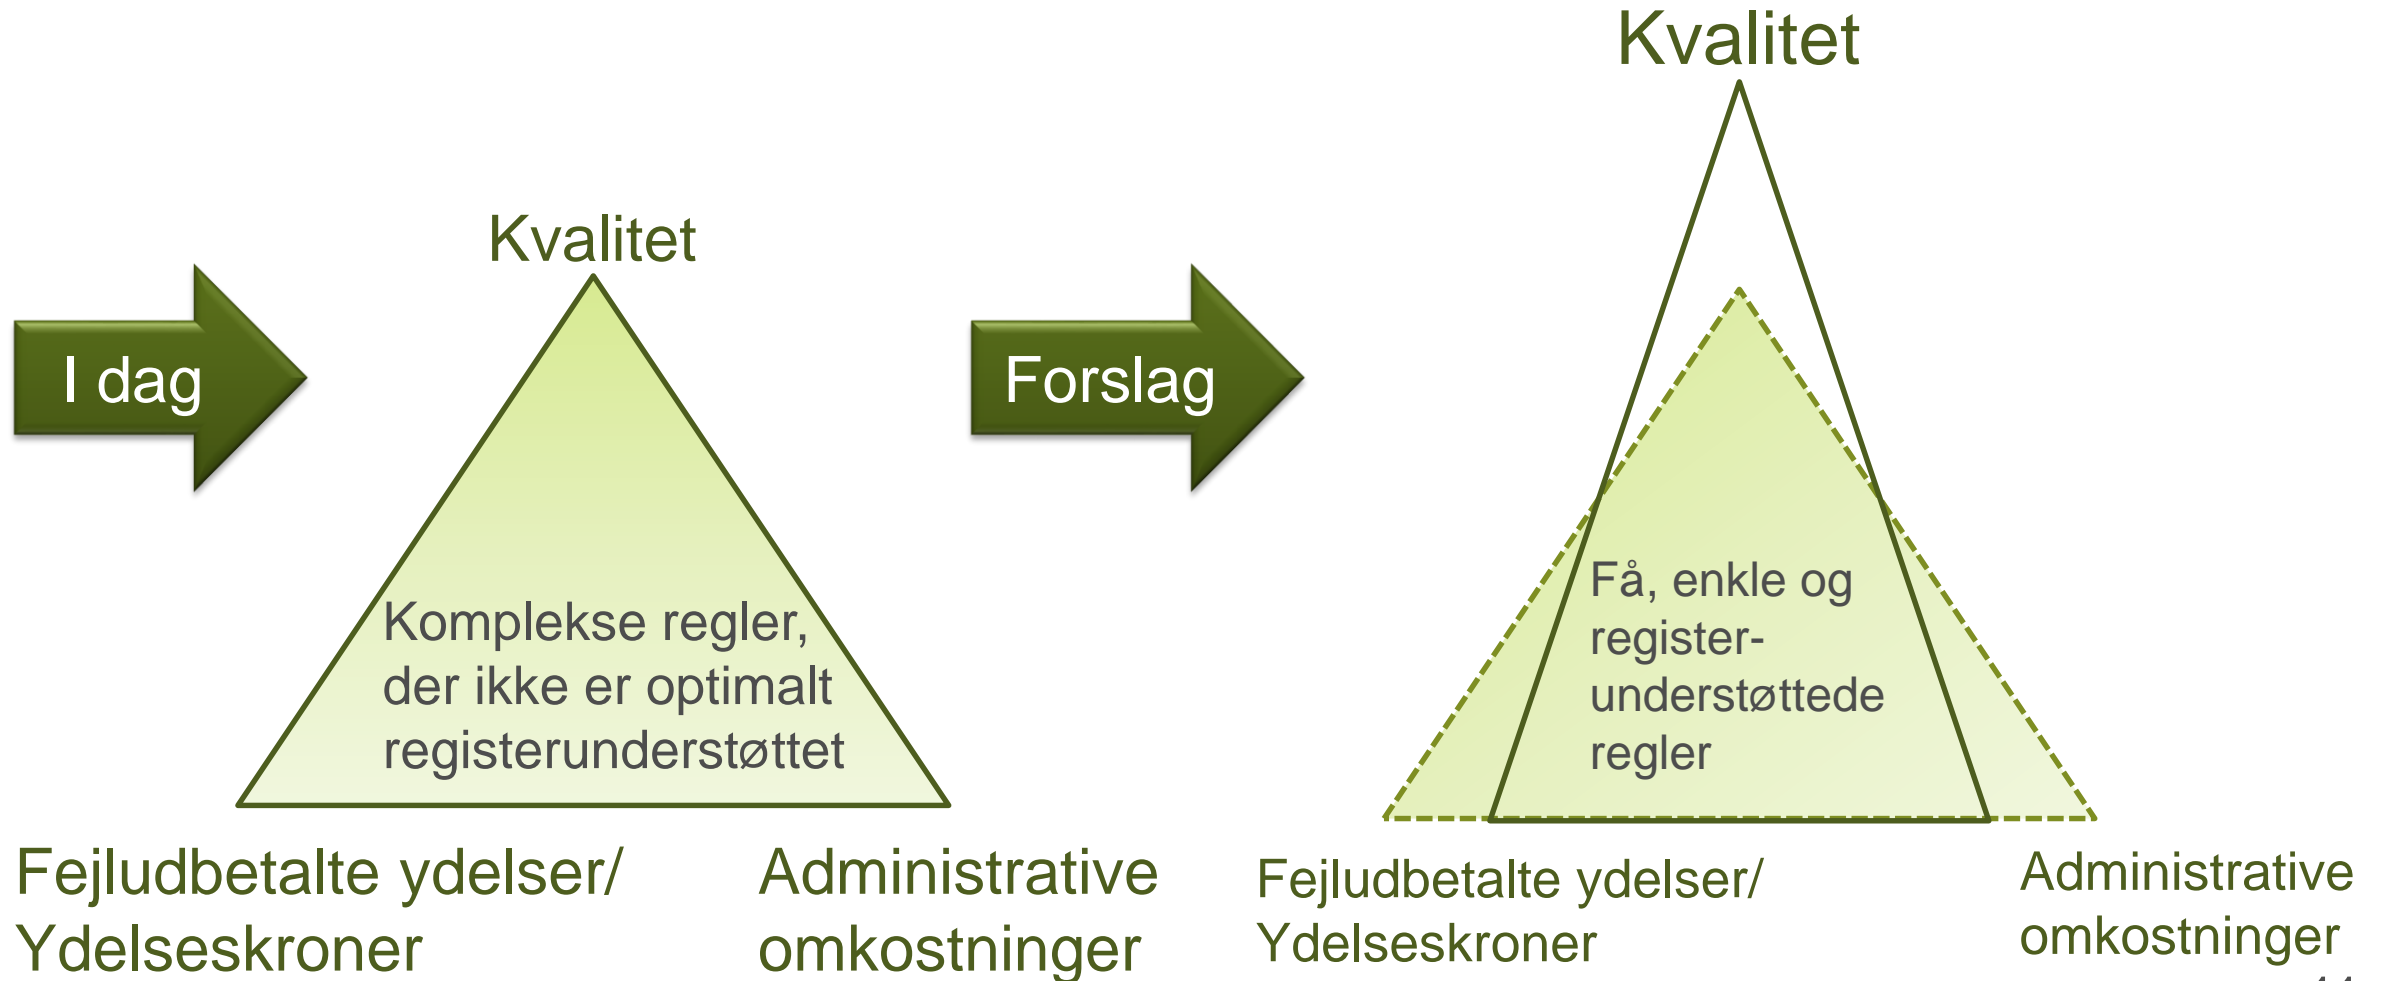 I dag
Kvalitet
Komplekse regler,
der ikke er optimalt
registerunderstøttet
Fejludbetalte ydelser/
Ydelseskroner
Administrative
omkostninger
Forslag
Kvalitet
Få, enkle og
register-
understøttede
regler
Fejludbetalte ydelser/
Ydelseskroner
Administrative
omkostninger